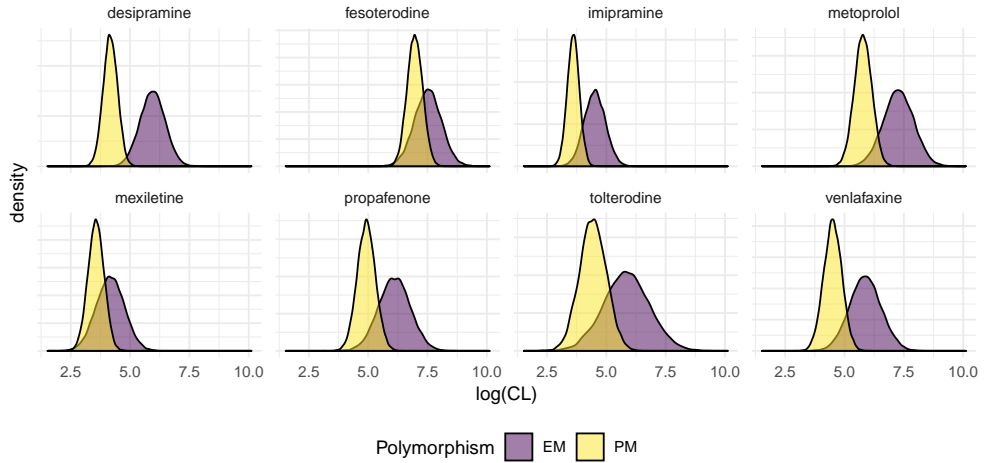 desipramine fesoterodine imipramine metoprolol
mexiletine propafenone tolterodine venlafaxine
density
2.5 5.0 7.5 10.0 2.5 5.0 7.5 10.0 2.5 5.0 7.5 10.0 2.5 5.0 7.5 10.0
log(CL)
Polymorphism EM PM